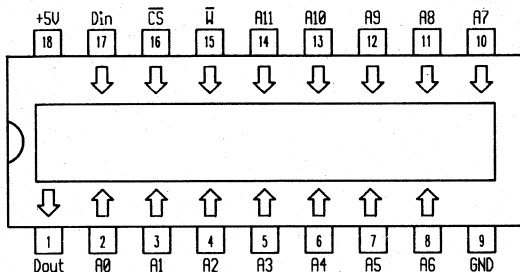 +5V Din C̅S̅ W̅ A11 A10 A9 A8 A7
18 17 16 15 14 13 12 11 10
1 2 3 4 5 6 7 8 9
Dout A0 A1 A2 A3 A4 A5 A6 GND